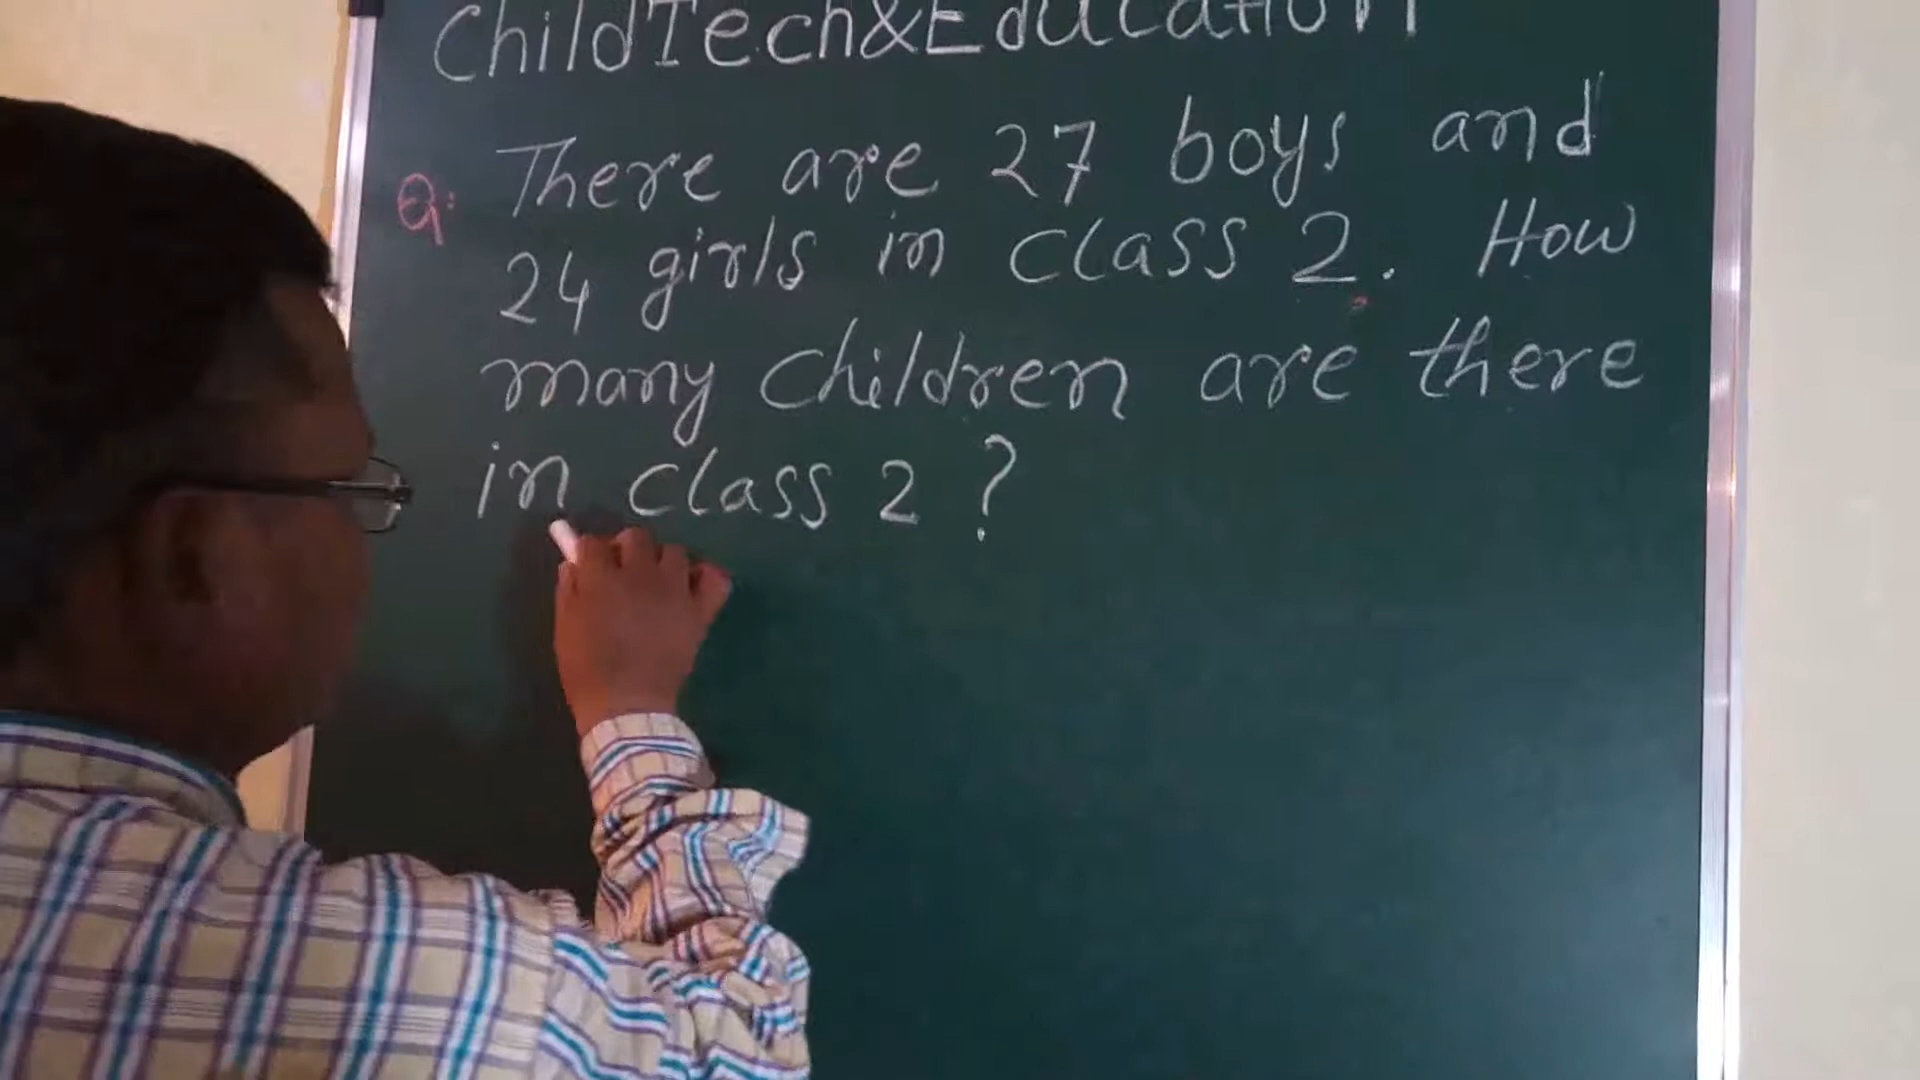 ChildTech&Education
Q. There are 27 boys and
24 girls in class 2. How
many children are there
in class 2 ?